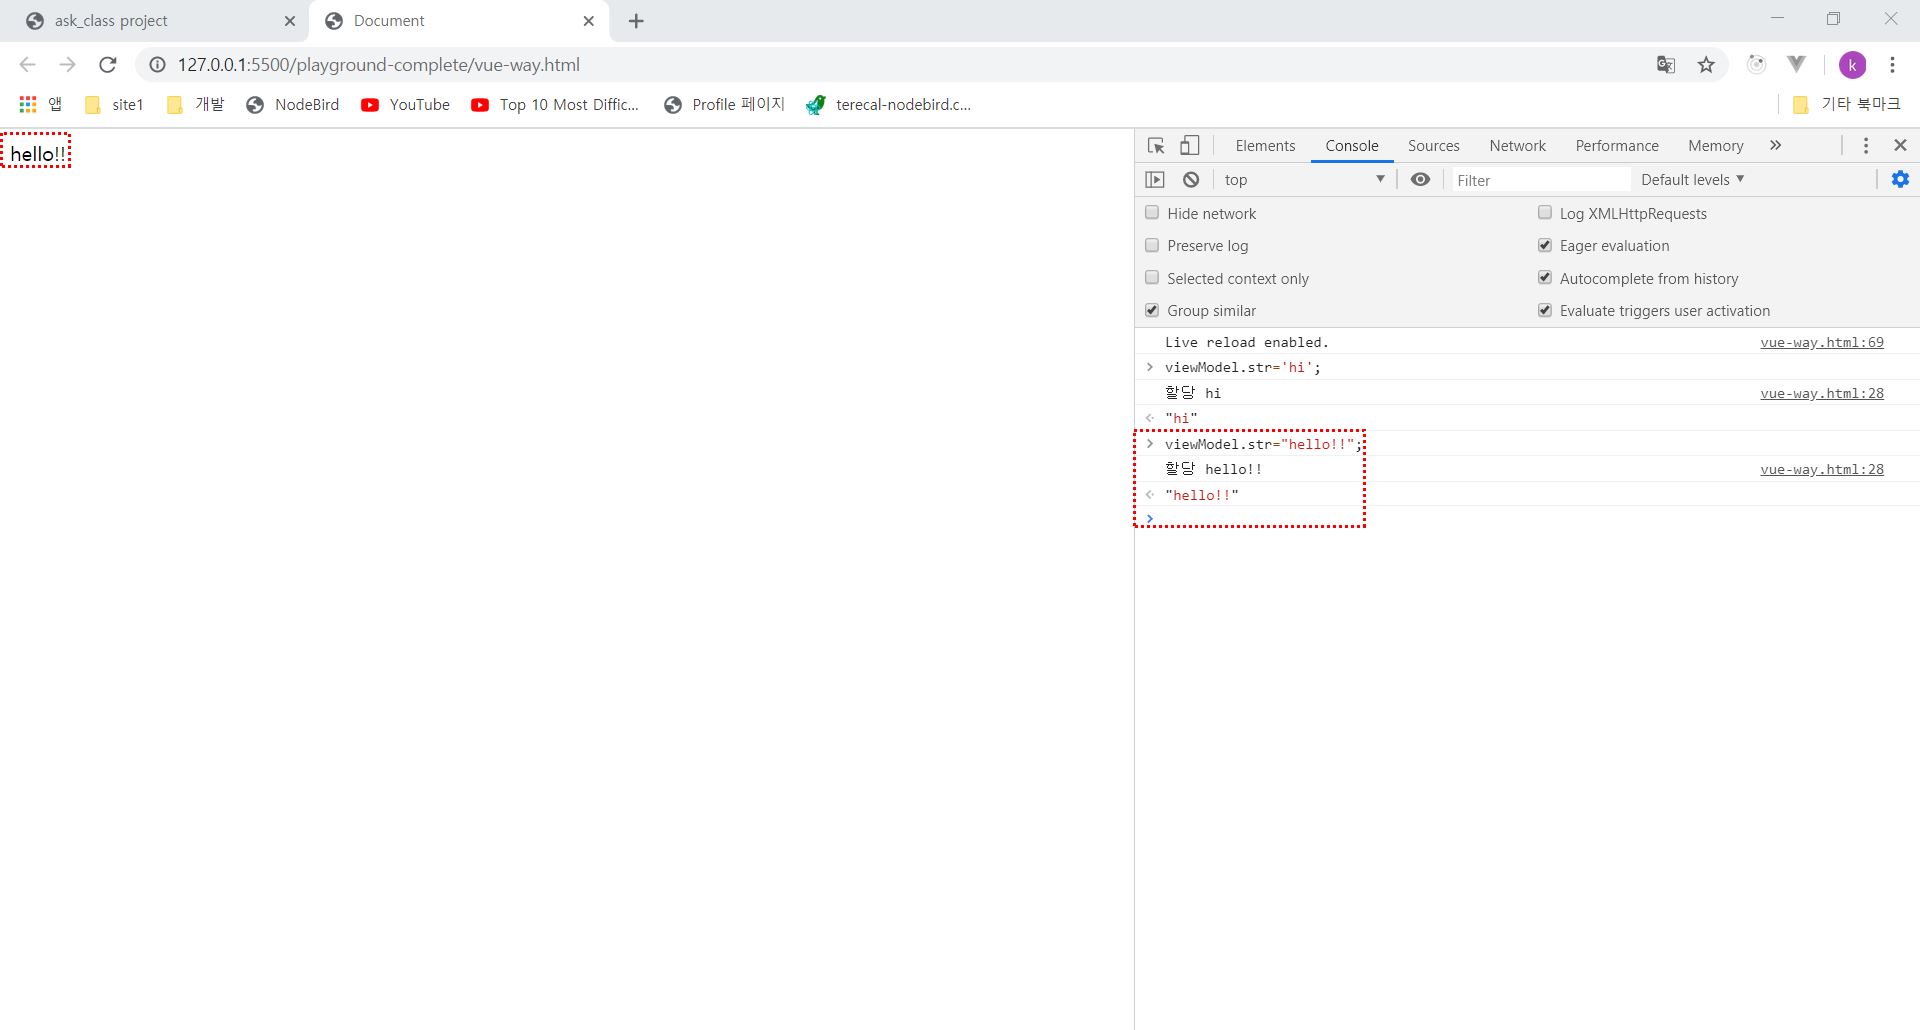 ask_class project
Document
127.0.0.1:5500/playground-complete/vue-way.html
k
앱
site1
개발
NodeBird
YouTube
Top 10 Most Diffic...
Profile 페이지
terecal-nodebird.c...
기타 북마크
hello!!
Elements Console Sources Network Performance Memory
top
Filter
Default levels
Hide network
Log XMLHttpRequests
Preserve log
Eager evaluation
Selected context only
Autocomplete from history
Group similar
Evaluate triggers user activation
Live reload enabled. vue-way.html:69
viewModel.str='hi';
할당 hi vue-way.html:28
"hi"
viewModel.str="hello!!";
할당 hello!! vue-way.html:28
"hello!!"